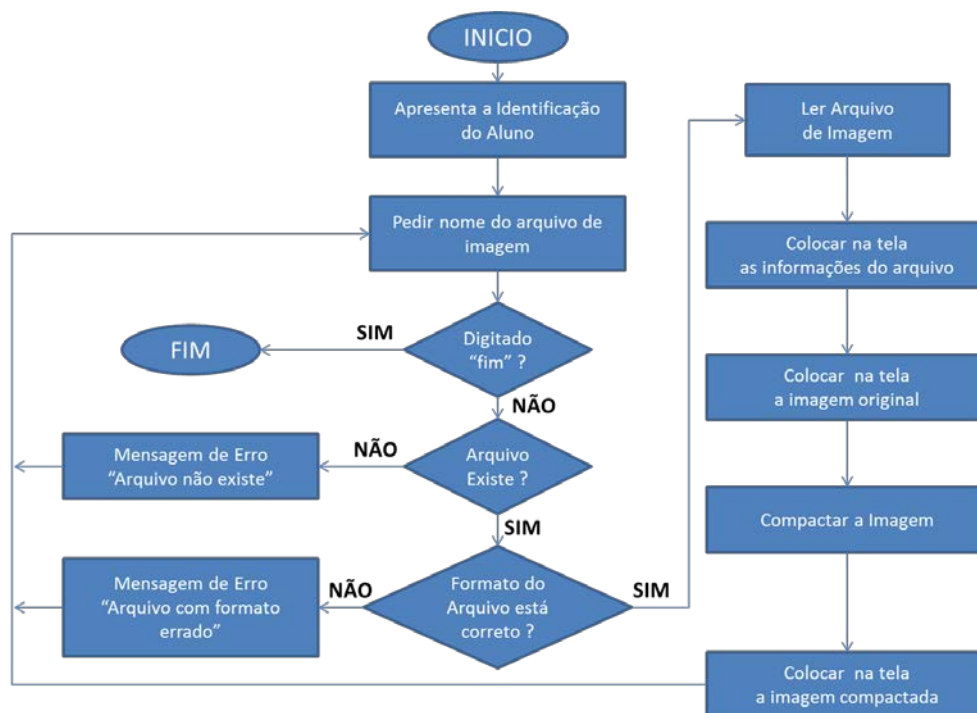 INICIO
Apresenta a Identificação
do Aluno
Pedir nome do arquivo de
imagem
Digitado
“fim” ?
SIM
FIM
NÃO
Arquivo
Existe ?
NÃO
Mensagem de Erro
“Arquivo não existe”
SIM
Formato do
Arquivo está
correto ?
NÃO
Mensagem de Erro
“Arquivo com formato
errado”
SIM
Ler Arquivo
de Imagem
Colocar na tela
as informações do arquivo
Colocar na tela
a imagem original
Compactar a Imagem
Colocar na tela
a imagem compactada